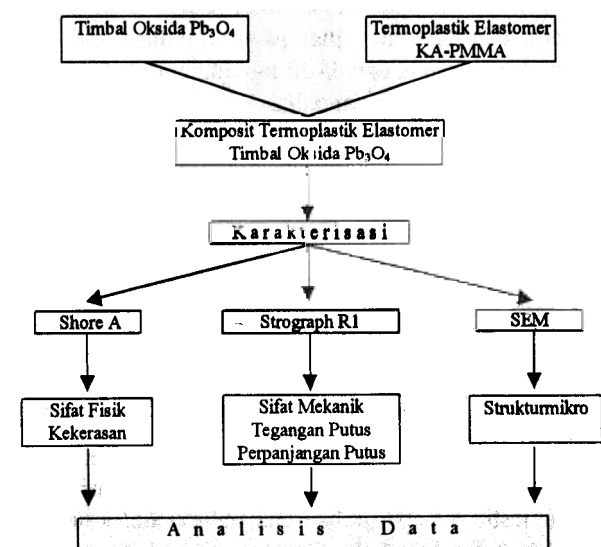 Timbal Oksida Pb₃O₄
Termoplastik Elastomer
KA-PMMA
Komposit Termoplastik Elastomer
Timbal Oksida Pb₃O₄
Karakterisasi
Shore A
Strograph R1
SEM
Sifat Fisik
Kekerasan
Sifat Mekanik
Tegangan Putus
Perpanjangan Putus
Strukturmikro
Analisis Data